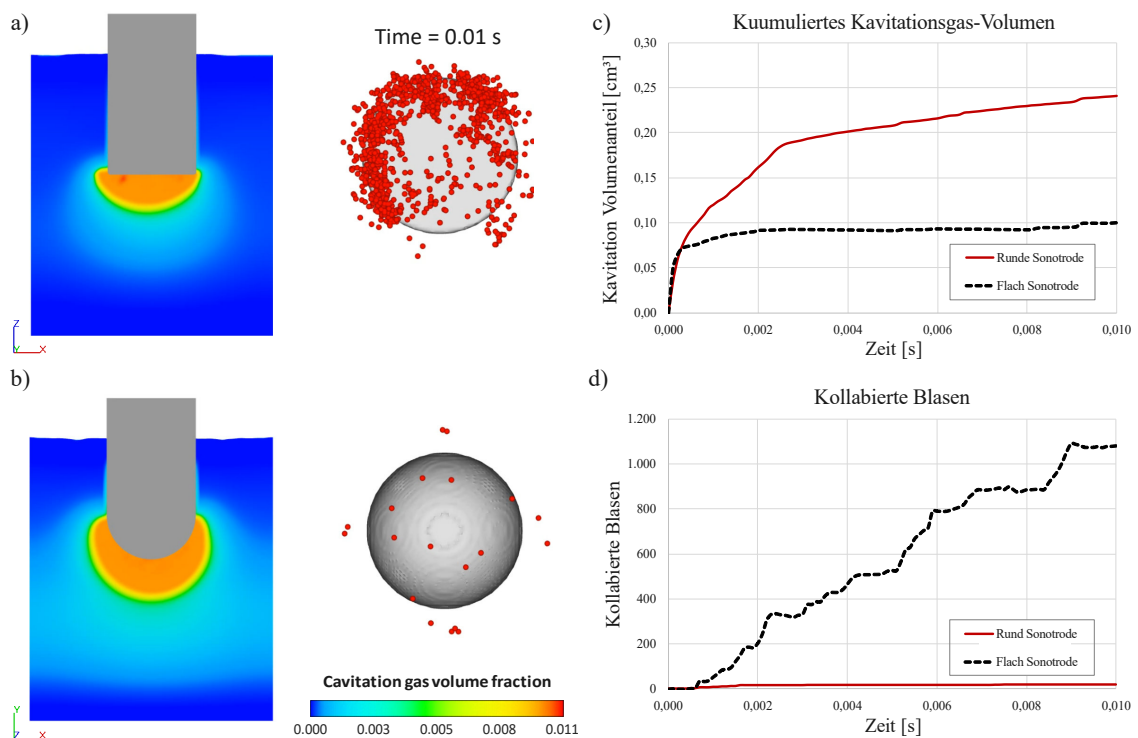 a)
Time = 0.01 s
Z
Y
X
b)
Y
Z
X
Cavitation gas volume fraction
0.000 0.003 0.005 0.008 0.011
c)
Kuumuliertes Kavitationsgas-Volumen
Kavitation Volumenanteil [cm³]
0,30
0,25
0,20
0,15
0,10
0,05
0,00
Runde Sonotrode
Flach Sonotrode
0,000 0,002 0,004 0,006 0,008 0,010
Zeit [s]
d)
Kollabierte Blasen
Kollabierte Blasen
1.200
1.000
800
600
400
200
0
Rund Sonotrode
Flach Sonotrode
0,000 0,002 0,004 0,006 0,008 0,010
Zeit [s]